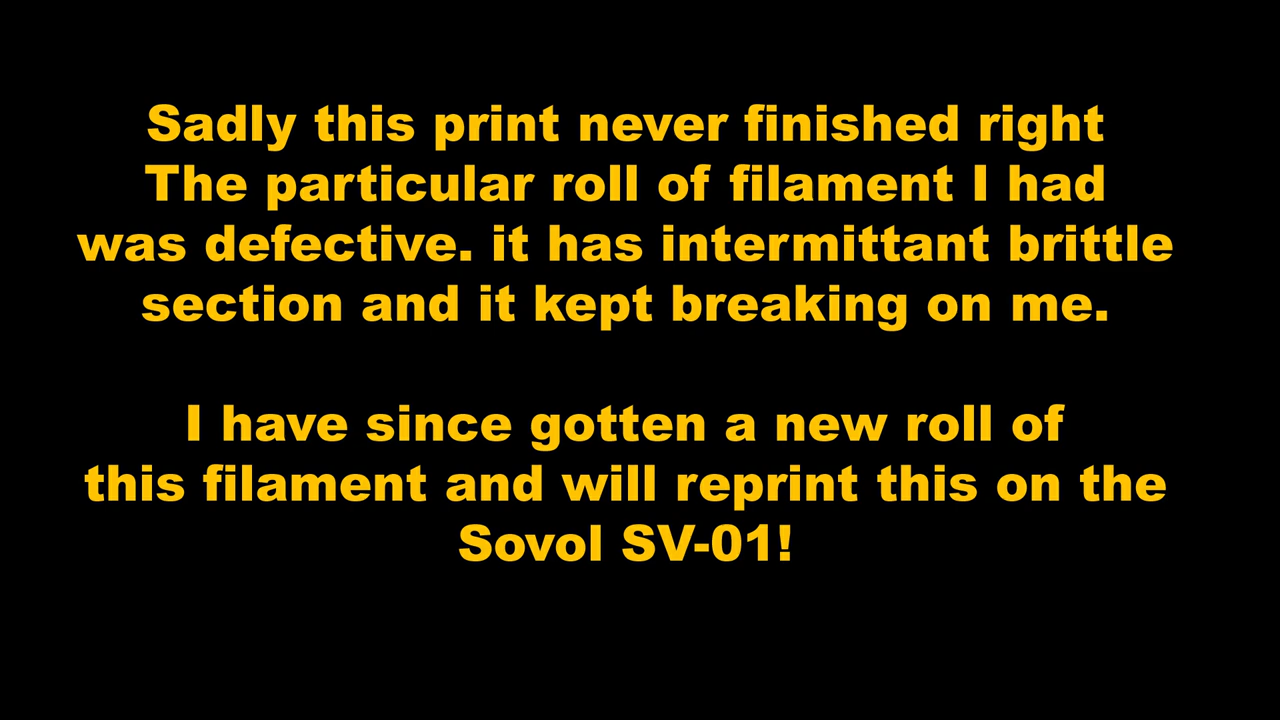 Sadly this print never finished right
The particular roll of filament I had
was defective. it has intermittant brittle
section and it kept breaking on me.
I have since gotten a new roll of
this filament and will reprint this on the
Sovol SV-01!